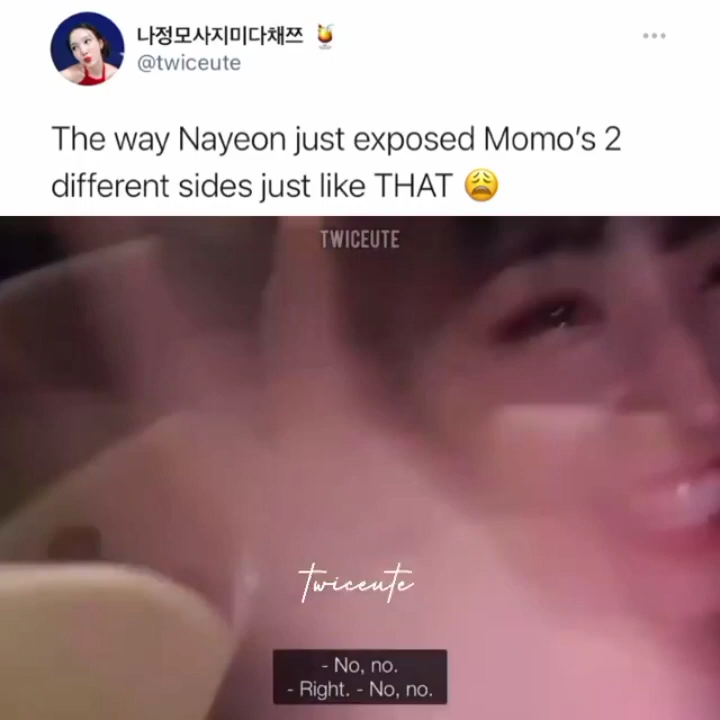 나정모사지미다채쯔 🍹
@twiceute
The way Nayeon just exposed Momo's 2
different sides just like THAT 😩
TWICEUTE
twiceute
- No, no.
- Right. - No, no.